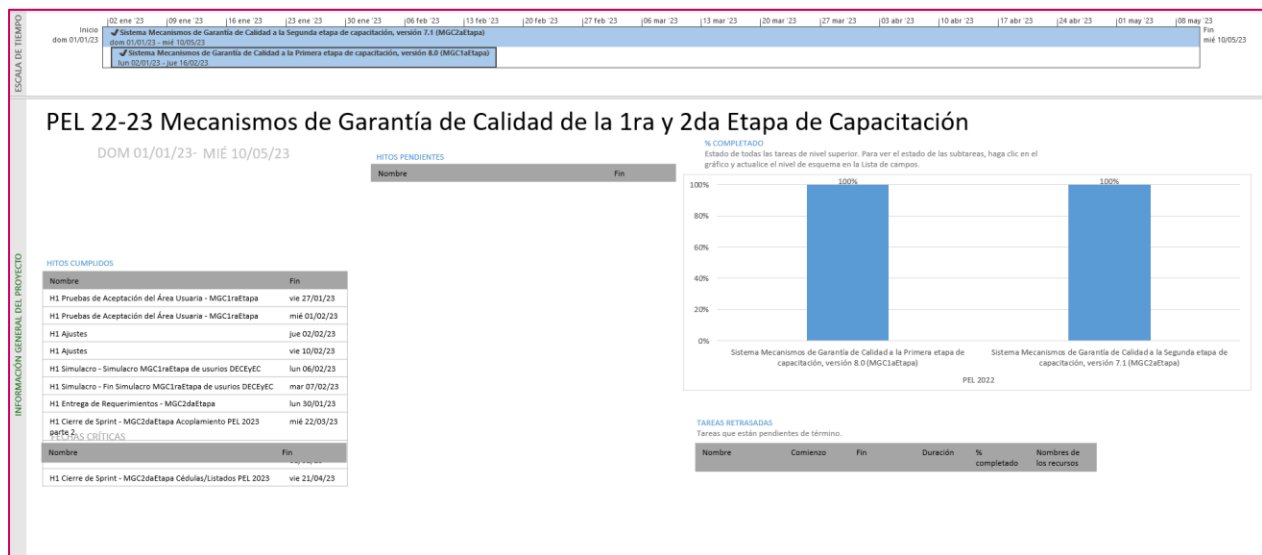 ESCALA DE TIEMPO
Inicio
dom 01/01/23
|02 ene '23 |09 ene '23 |16 ene '23 |23 ene '23 |30 ene '23 |06 feb '23 |13 feb '23 |20 feb '23 |27 feb '23 |06 mar '23 |13 mar '23 |20 mar '23 |27 mar '23 |03 abr '23 |10 abr '23 |17 abr '23 |24 abr '23 |01 may '23 |08 may '23
✔Sistema Mecanismos de Garantía de Calidad a la Segunda etapa de capacitación, versión 7.1 (MGC2aEtapa)
dom 01/01/23 - mié 10/05/23
✔Sistema Mecanismos de Garantía de Calidad a la Primera etapa de capacitación, versión 8.0 (MGC1aEtapa)
lun 02/01/23 - jue 16/02/23
Fin
mié 10/05/23
INFORMACIÓN GENERAL DEL PROYECTO
PEL 22-23 Mecanismos de Garantía de Calidad de la 1ra y 2da Etapa de Capacitación
DOM 01/01/23- MIÉ 10/05/23
HITOS PENDIENTES
Nombre Fin
% COMPLETADO
Estado de todas las tareas de nivel superior. Para ver el estado de las subtareas, haga clic en el
gráfico y actualice el nivel de esquema en la Lista de campos.
100% 100%
100%
80%
60%
40%
20%
0%
Sistema Mecanismos de Garantía de Calidad a la Primera etapa de
capacitación, versión 8.0 (MGC1aEtapa)
Sistema Mecanismos de Garantía de Calidad a la Segunda etapa de
capacitación, versión 7.1 (MGC2aEtapa)
PEL 2022
HITOS CUMPLIDOS
Nombre Fin
H1 Pruebas de Aceptación del Área Usuaria - MGC1raEtapa vie 27/01/23
H1 Pruebas de Aceptación del Área Usuaria - MGC1raEtapa mié 01/02/23
H1 Ajustes jue 02/02/23
H1 Ajustes vie 10/02/23
H1 Simulacro - Simulacro MGC1raEtapa de usurios DECEyEC lun 06/02/23
H1 Simulacro - Fin Simulacro MGC1raEtapa de usurios DECEyEC mar 07/02/23
H1 Entrega de Requerimientos - MGC2daEtapa lun 30/01/23
H1 Cierre de Sprint - MGC2daEtapa Acoplamiento PEL 2023 mié 22/03/23
parte 2
FECHAS CRÍTICAS
Nombre Fin
H1 Cierre de Sprint - MGC2daEtapa Cédulas/Listados PEL 2023 vie 21/04/23
TAREAS RETRASADAS
Tareas que están pendientes de término.
Nombre Comienzo Fin Duración % completado Nombres de los recursos